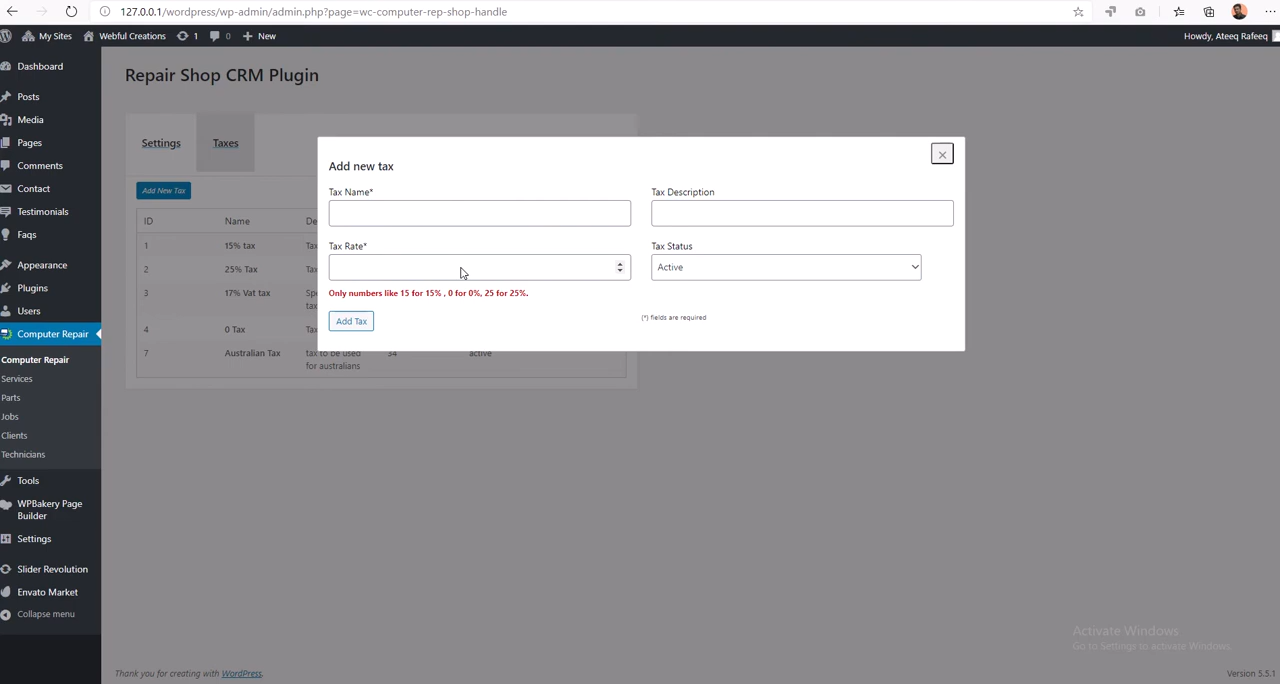 127.0.0.1/wordpress/wp-admin/admin.php?page=wc-computer-rep-shop-handle
My Sites Webful Creations 1 0 New Howdy, Ateeq Rafeeq
Dashboard
Posts
Media
Pages
Comments
Contact
Testimonials
Faqs
Appearance
Plugins
Users
Computer Repair
Computer Repair
Services
Parts
Jobs
Clients
Technicians
Tools
WPBakery Page
Builder
Settings
Slider Revolution
Envato Market
Collapse menu
Repair Shop CRM Plugin
Settings Taxes
Add New Tax
ID Name De
1 15% tax Tax
2 25% Tax Tax
3 17% Vat tax Spe
tax
4 0 Tax Tax
7 Australian Tax tax to be used 34 active
for australians
Add new tax
×
Tax Name* Tax Description
Tax Rate* Tax Status
Active
Only numbers like 15 for 15% , 0 for 0%, 25 for 25%.
Add Tax (*) fields are required
Activate Windows
Go to Settings to activate Windows.
Thank you for creating with WordPress. Version 5.5.1